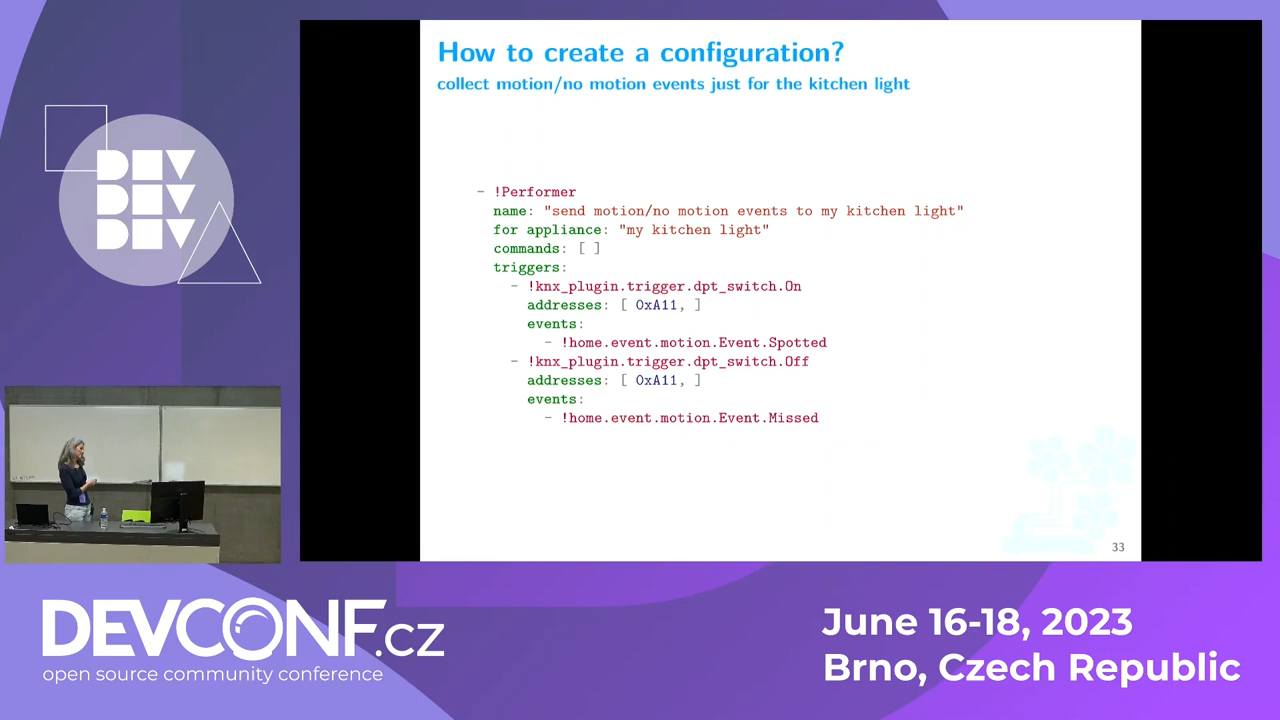 How to create a configuration?
collect motion/no motion events just for the kitchen light
- !Performer
name: "send motion/no motion events to my kitchen light"
for appliance: "my kitchen light"
commands: [ ]
triggers:
- !knx_plugin.trigger.dpt_switch.On
addresses: [ 0xA11, ]
events:
- !home.event.motion.Event.Spotted
- !knx_plugin.trigger.dpt_switch.Off
addresses: [ 0xA11, ]
events:
- !home.event.motion.Event.Missed
33
DEV
DEV
DEV
DEVCONF.cz
open source community conference
June 16-18, 2023
Brno, Czech Republic